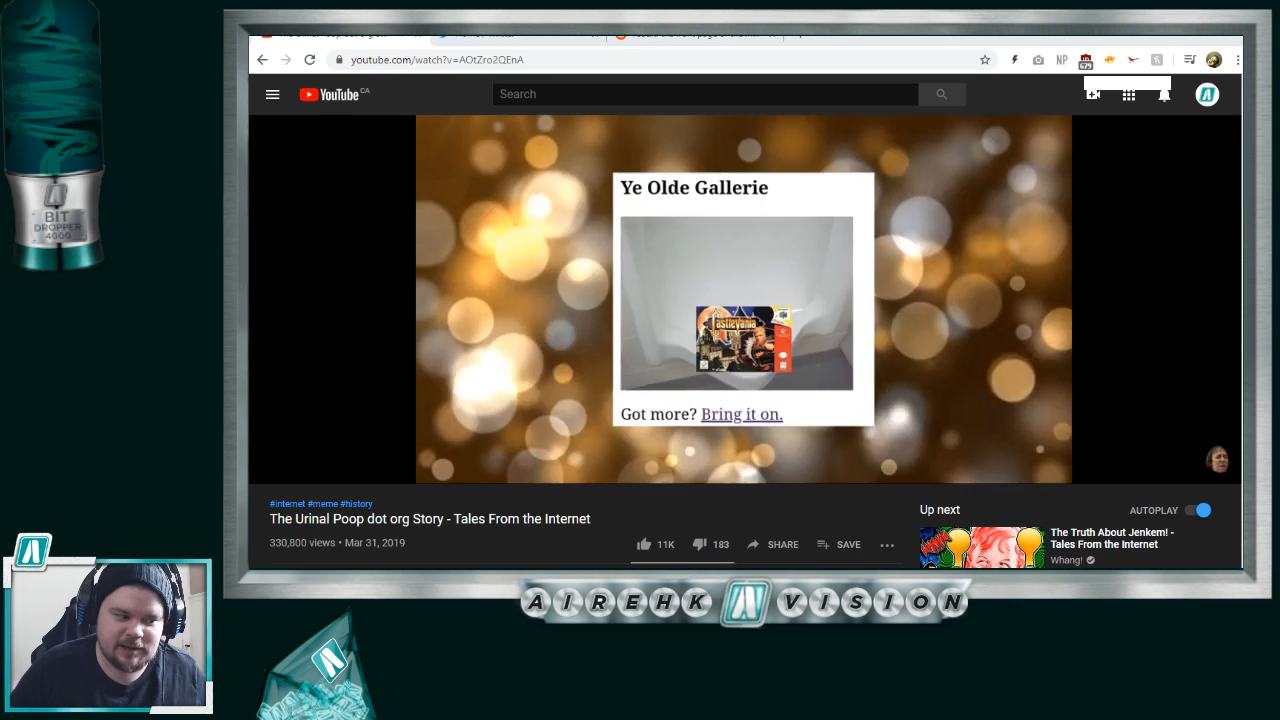 youtube.com/watch?v=AOtZro2QEnA
NP
679
YouTube CA
Search
Ye Olde Gallerie
Castlevania
Got more? Bring it on.
BIT
DROPPER
4000
#internet #meme #history
The Urinal Poop dot org Story - Tales From the Internet
330,800 views • Mar 31, 2019
11K
183
SHARE
SAVE
Up next
AUTOPLAY
The Truth About Jenkem! -
Tales From the Internet
Whang!
AIREHK VISION